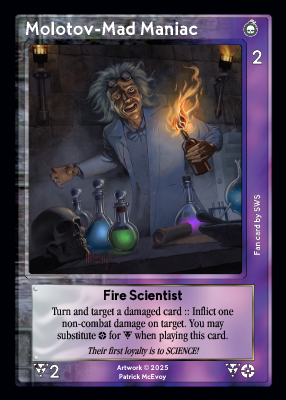 Molotov-Mad Maniac
2
Fan card by SWS
Fire Scientist
Turn and target a damaged card :: Inflict one
non-combat damage on target. You may
substitute for when playing this card.
Their first loyalty is to SCIENCE!
2
Artwork © 2025
Patrick McEvoy